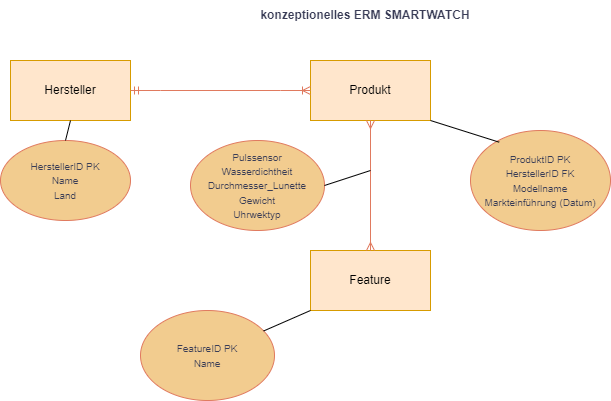 konzeptionelles ERM SMARTWATCH
Hersteller
Produkt
HerstellerID PK
Name
Land
Pulssensor
Wasserdichtheit
Durchmesser_Lunette
Gewicht
Uhrwektyp
ProduktID PK
HerstellerID FK
Modellname
Markteinführung (Datum)
Feature
FeatureID PK
Name